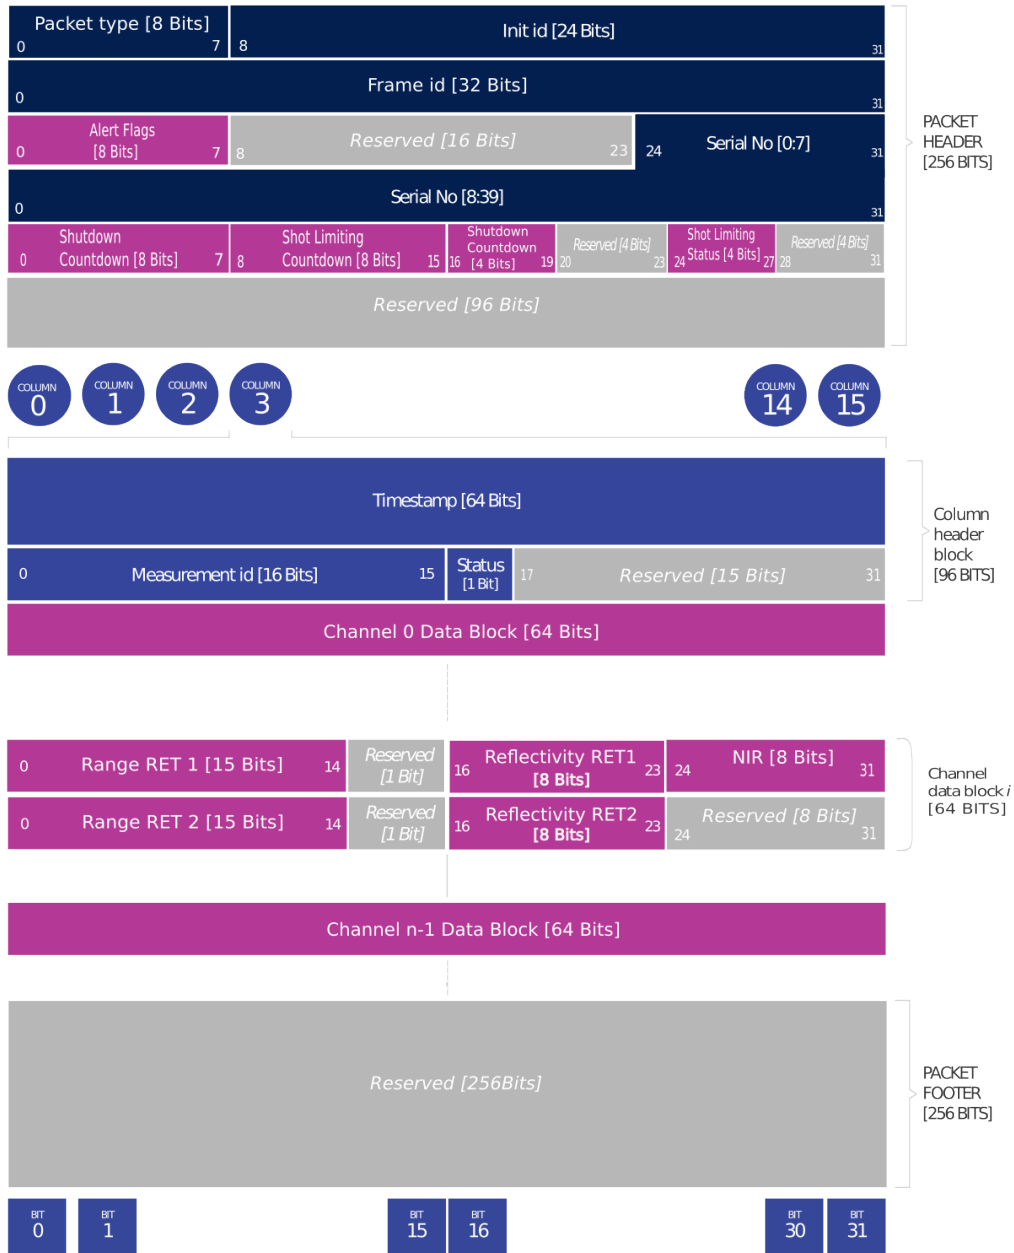 Packet type [8 Bits]
0 7
Init id [24 Bits]
8 31
Frame id [32 Bits]
0 31
Alert Flags
[8 Bits]
0 7
Reserved [16 Bits]
8 23
Serial No [0:7]
24 31
Serial No [8:39]
0 31
PACKET
HEADER
[256 BITS]
Shutdown
Countdown [8 Bits]
0 7
Shot Limiting
Countdown [8 Bits]
8 15
Shutdown
Countdown
[4 Bits]
16 19
Reserved [4 Bits]
20 23
Shot Limiting
Status [4 Bits]
24 27
Reserved [4 Bits]
28 31
Reserved [96 Bits]
COLUMN
0
COLUMN
1
COLUMN
2
COLUMN
3
COLUMN
14
COLUMN
15
Timestamp [64 Bits]
0 Measurement id [16 Bits] 15
Status
[1 Bit]
17 Reserved [15 Bits] 31
Column
header
block
[96 BITS]
Channel 0 Data Block [64 Bits]
0 Range RET 1 [15 Bits] 14
Reserved
[1 Bit]
Reflectivity RET1
[8 Bits]
16 23
NIR [8 Bits]
24 31
0 Range RET 2 [15 Bits] 14
Reserved
[1 Bit]
Reflectivity RET2
[8 Bits]
16 23
Reserved [8 Bits]
24 31
Channel
data block i
[64 BITS]
Channel n-1 Data Block [64 Bits]
Reserved [256Bits]
PACKET
FOOTER
[256 BITS]
BIT
0
BIT
1
BIT
15
BIT
16
BIT
30
BIT
31